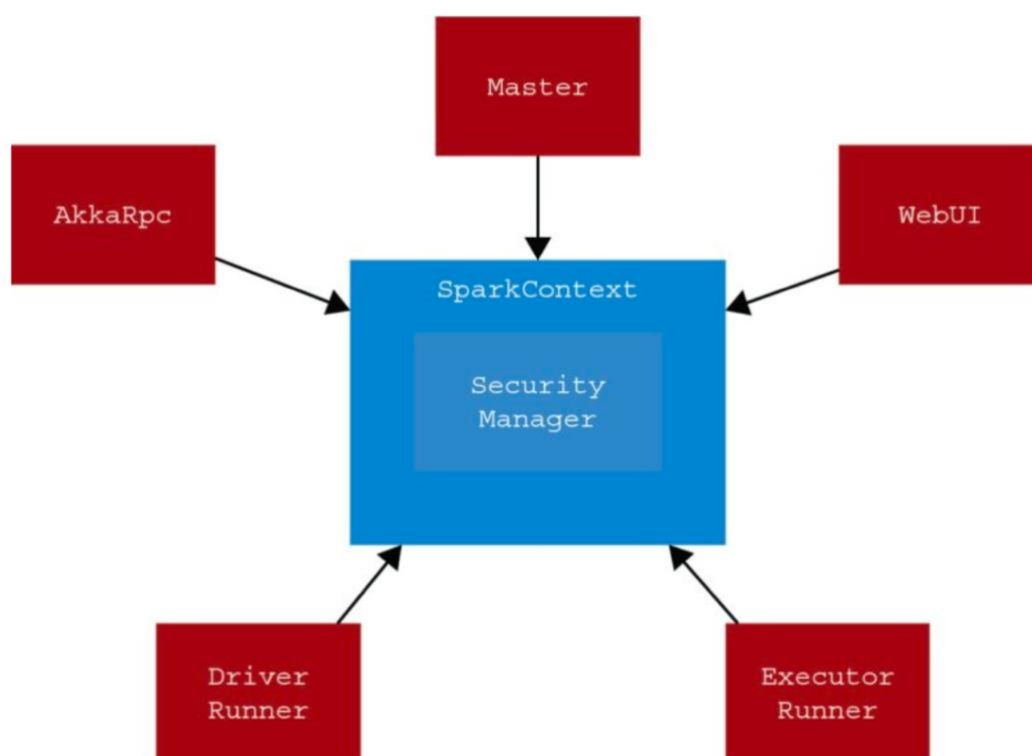 Master
AkkaRpc
WebUI
SparkContext
Security
Manager
Driver
Runner
Executor
Runner